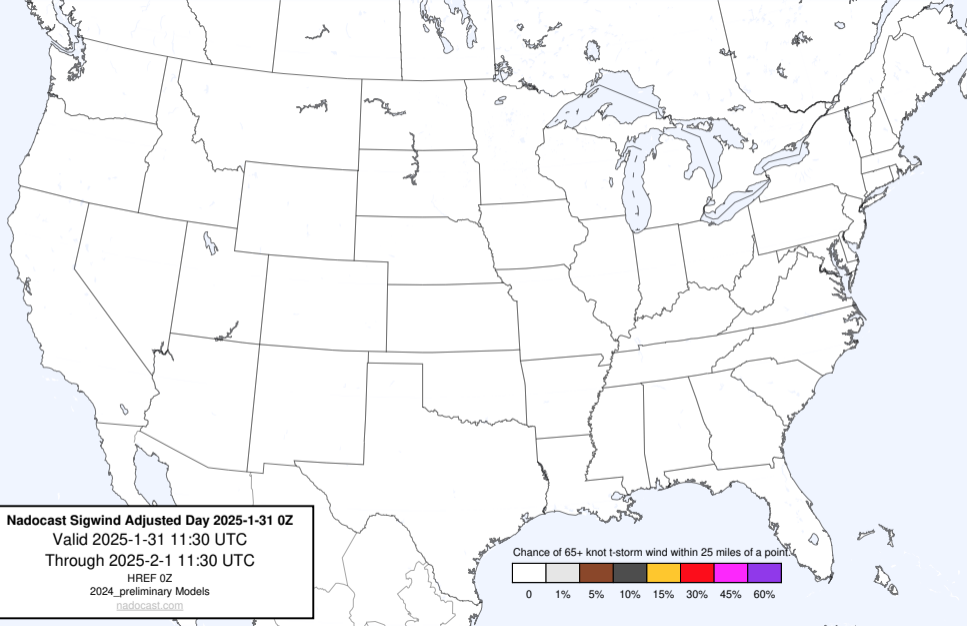 Nadocast Sigwind Adjusted Day 2025-1-31 0Z
Valid 2025-1-31 11:30 UTC
Through 2025-2-1 11:30 UTC
HREF 0Z
2024_preliminary Models
nadocast.com
Chance of 65+ knot t-storm wind within 25 miles of a point.
0 1% 5% 10% 15% 30% 45% 60%